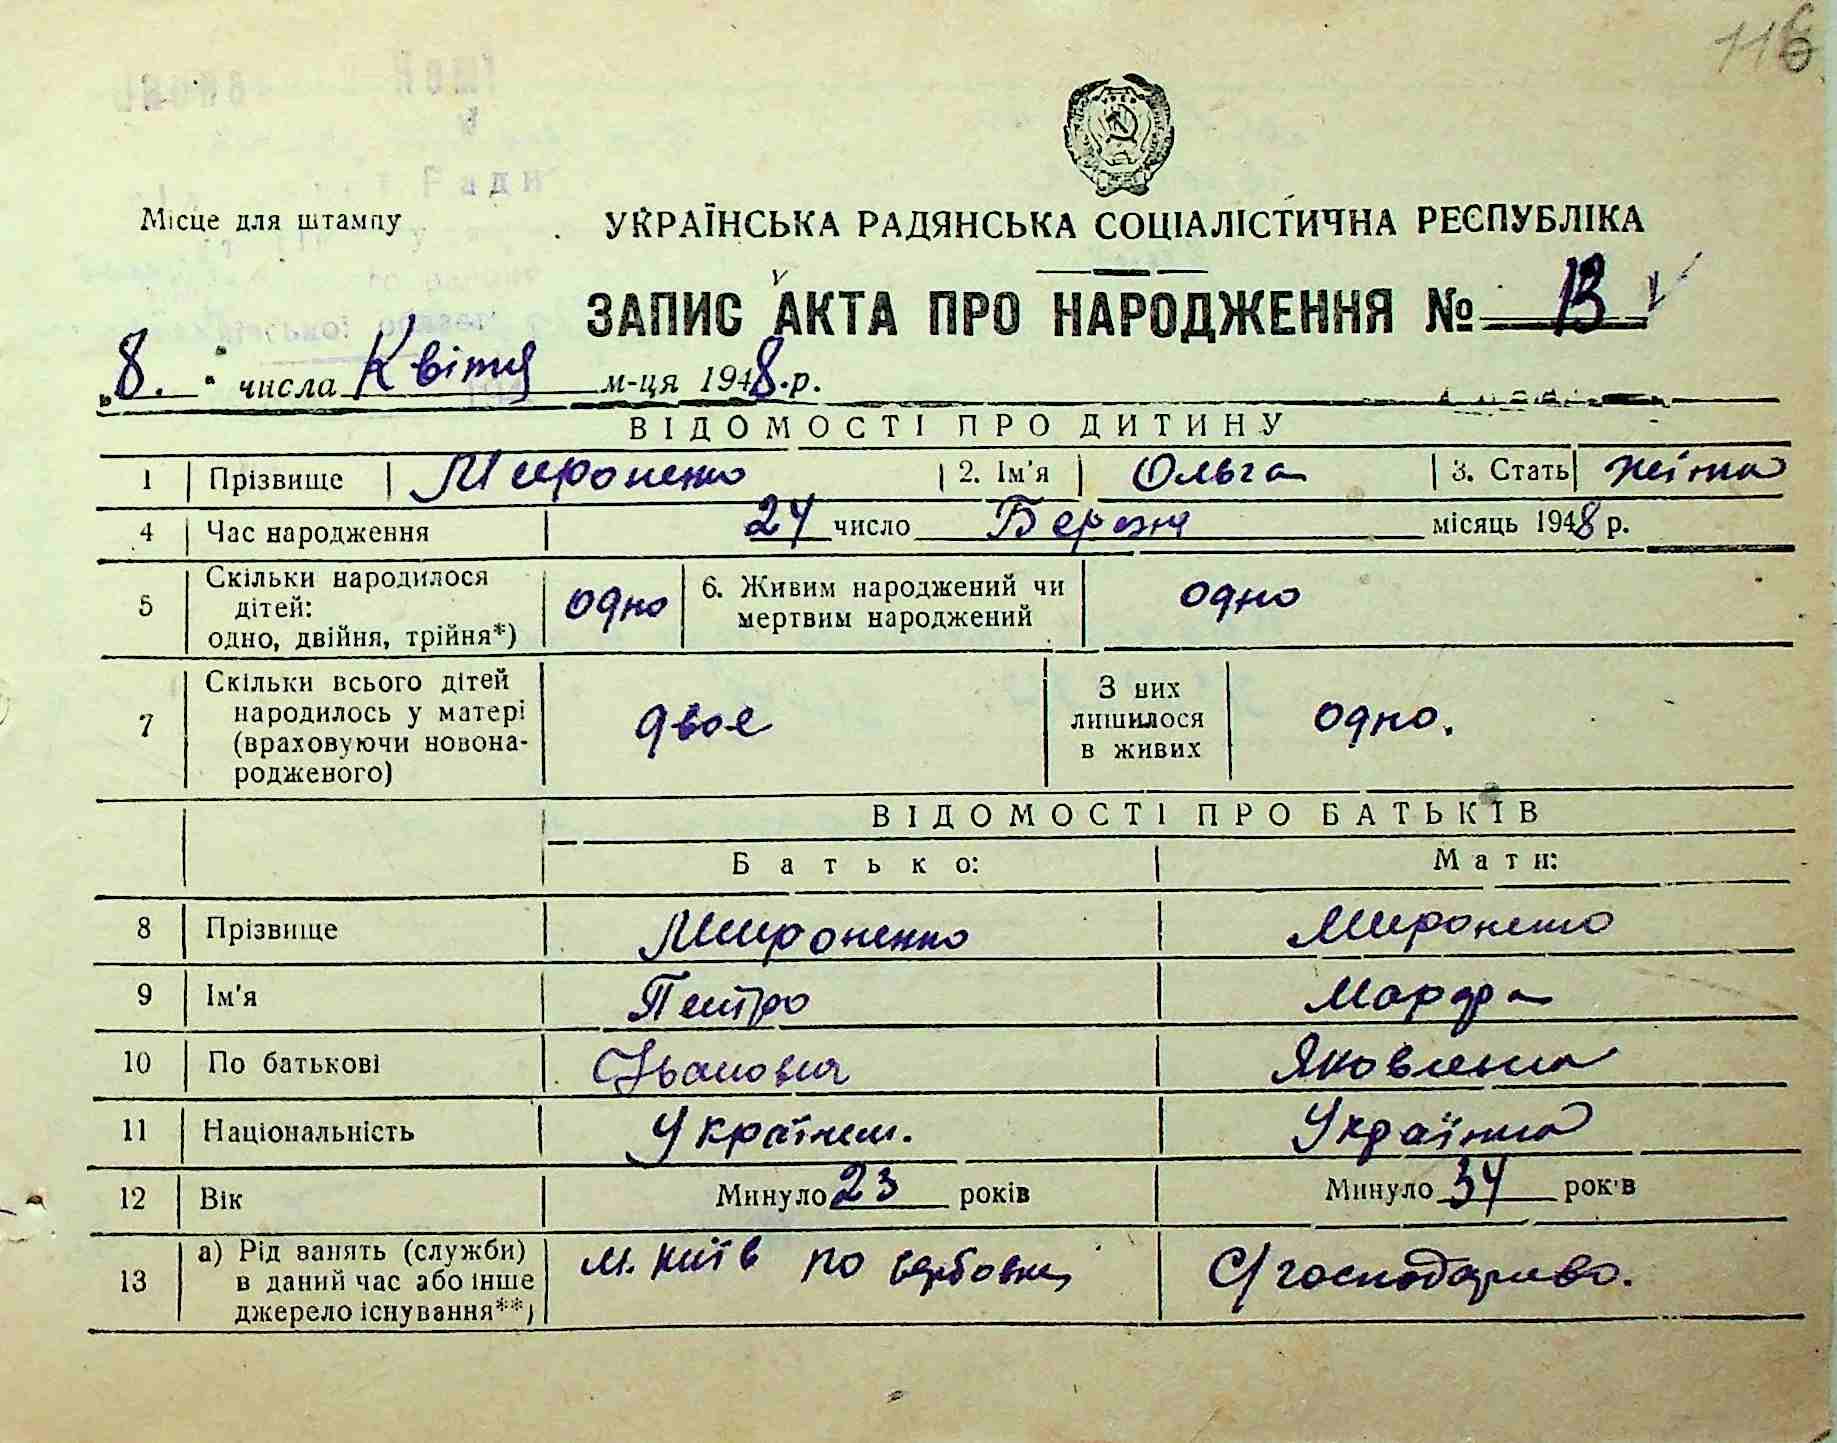 116
Місце для штампу
УКРАЇНСЬКА РАДЯНСЬКА СОЦІАЛІСТИЧНА РЕСПУБЛІКА
ЗАПИС АКТА ПРО НАРОДЖЕННЯ № 13
„8." числа Квітня м-ця 1948 р.
ВІДОМОСТІ ПРО ДИТИНУ
1 Прізвище Мироненко 2. Ім'я Ольга 3. Стать жіноча
4 Час народження 24 число Березня місяць 1948 р.
5 Скільки народилося дітей: одно, двійня, трійня*) одно 6. Живим народжений чи мертвим народжений одно
7 Скільки всього дітей народилось у матері (враховуючи новона-родженого) двоє З них лишилося в живих одно.
ВІДОМОСТІ ПРО БАТЬКІВ
Батько: Мати:
8 Прізвище Мироненко Мироненко
9 Ім'я Петро Марфа
10 По батькові Іванович Яковлевна
11 Національність Українец. Українка
12 Вік Минуло 23 років Минуло 34 років
13 а) Рід занять (служби) в даний час або інше джерело існування**) м. Київ по вербовці С/господарство.